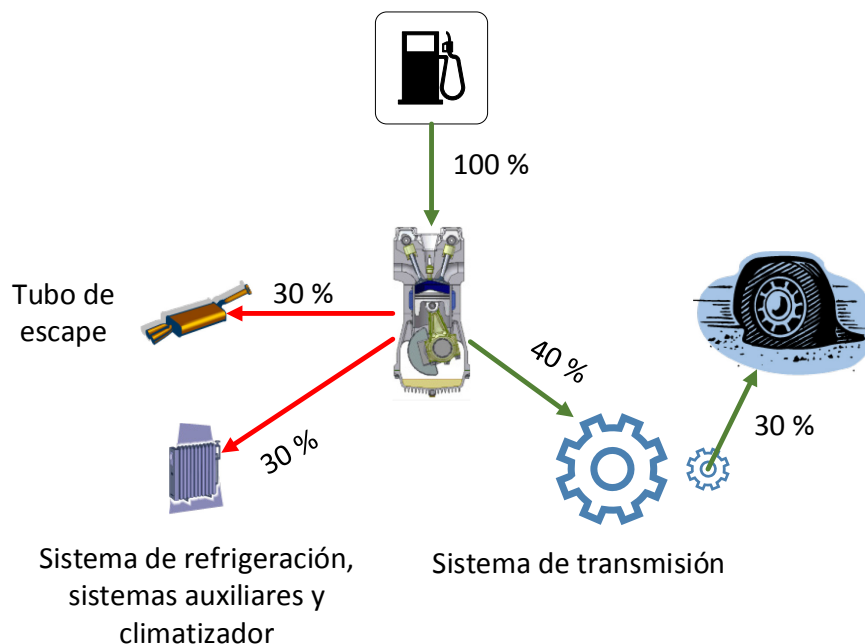 100 %
Tubo de
escape
30 %
40 %
30 %
30 %
Sistema de refrigeración,
sistemas auxiliares y
climatizador
Sistema de transmisión